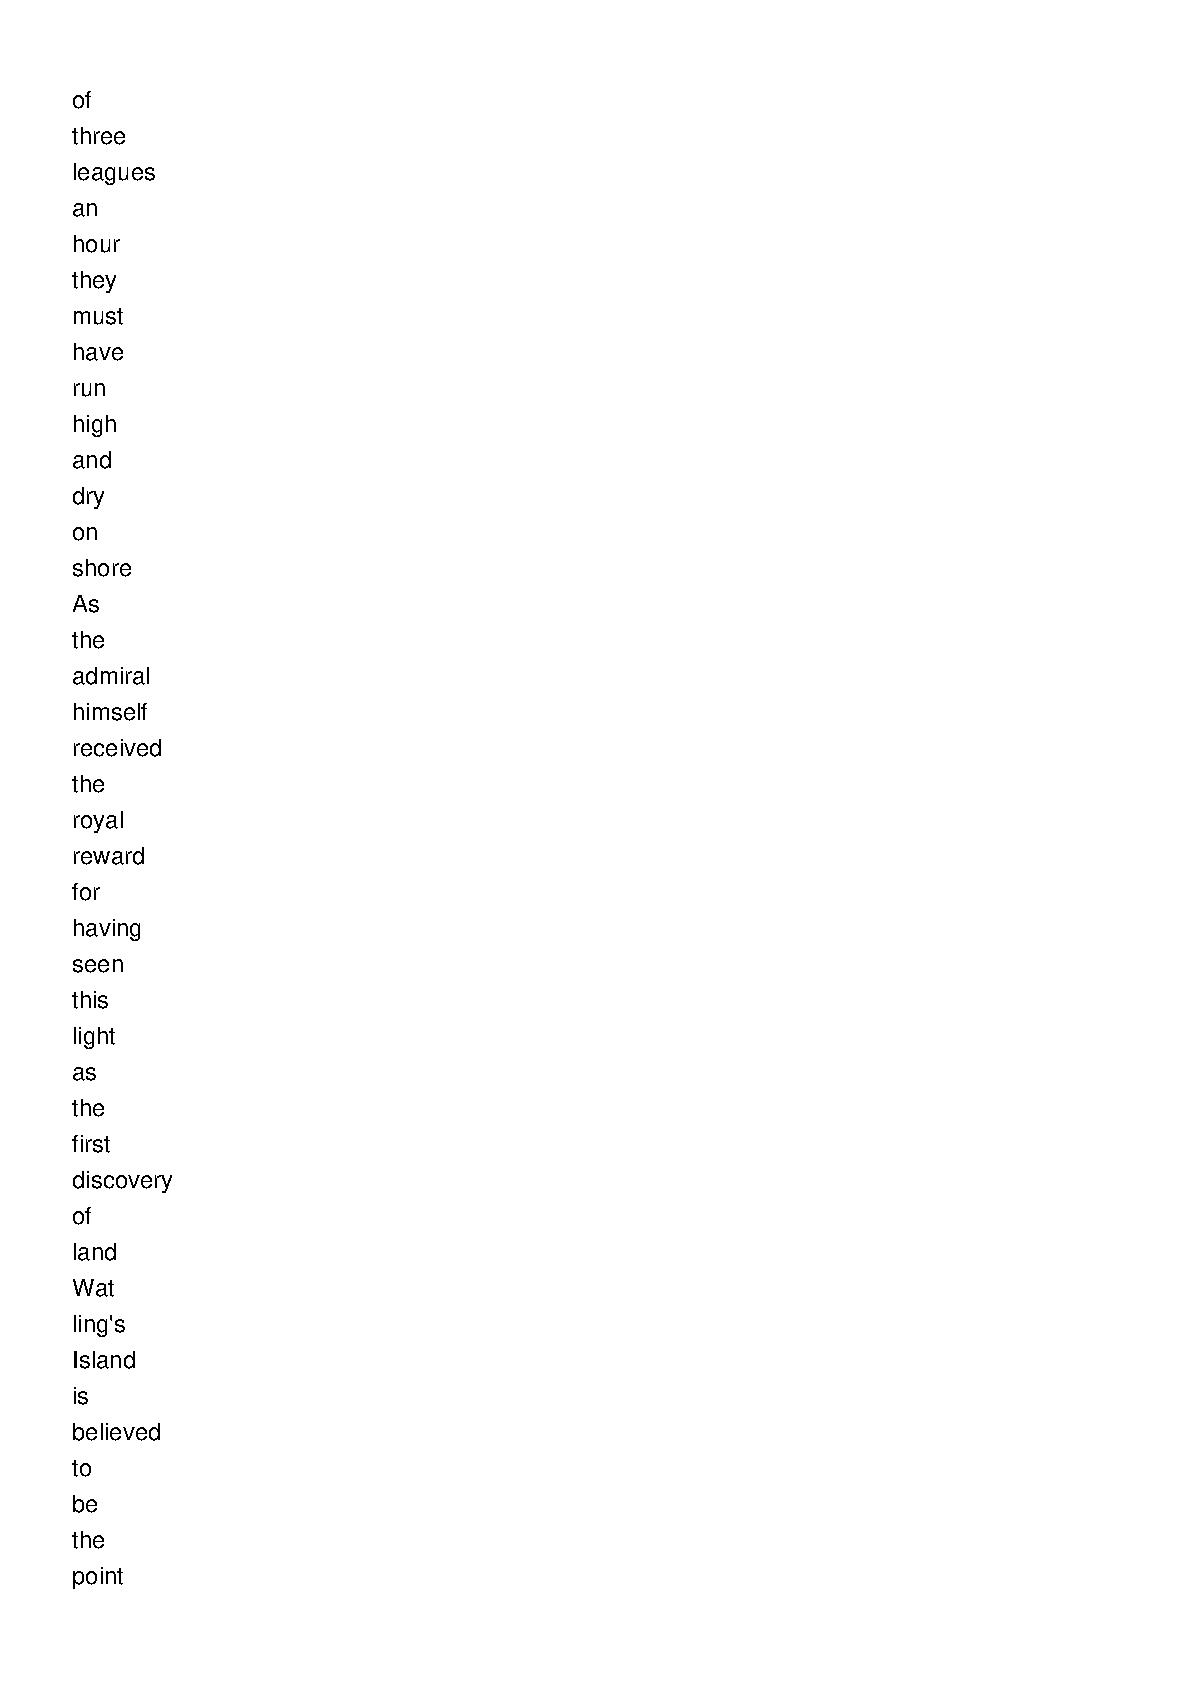 of
three
leagues
an
hour
they
must
have
run
high
and
dry
on
shore
As
the
admiral
himself
received
the
royal
reward
for
having
seen
this
light
as
the
first
discovery
of
land
Wat
ling's
Island
is
believed
to
be
the
point